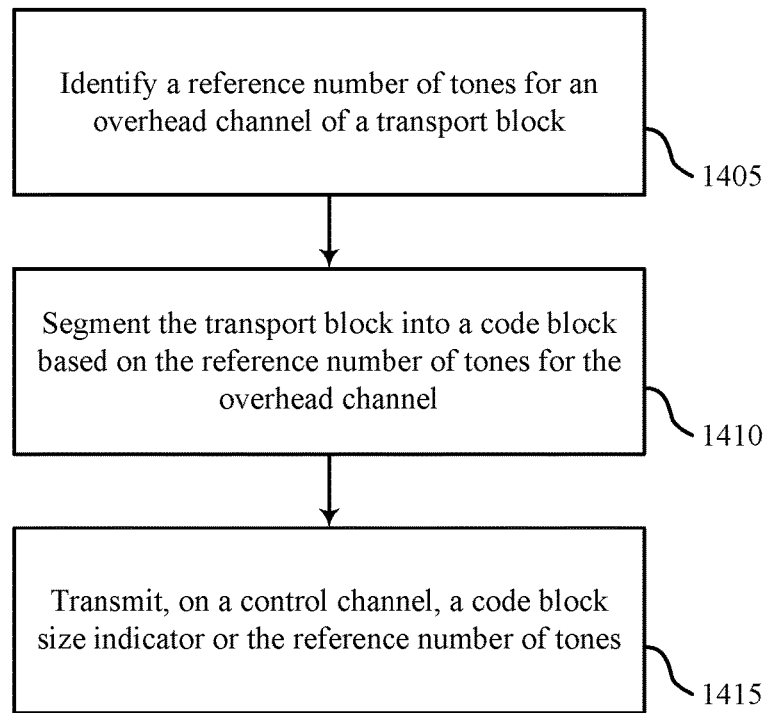 Identify a reference number of tones for an
overhead channel of a transport block
1405
Segment the transport block into a code block
based on the reference number of tones for the
overhead channel
1410
Transmit, on a control channel, a code block
size indicator or the reference number of tones
1415